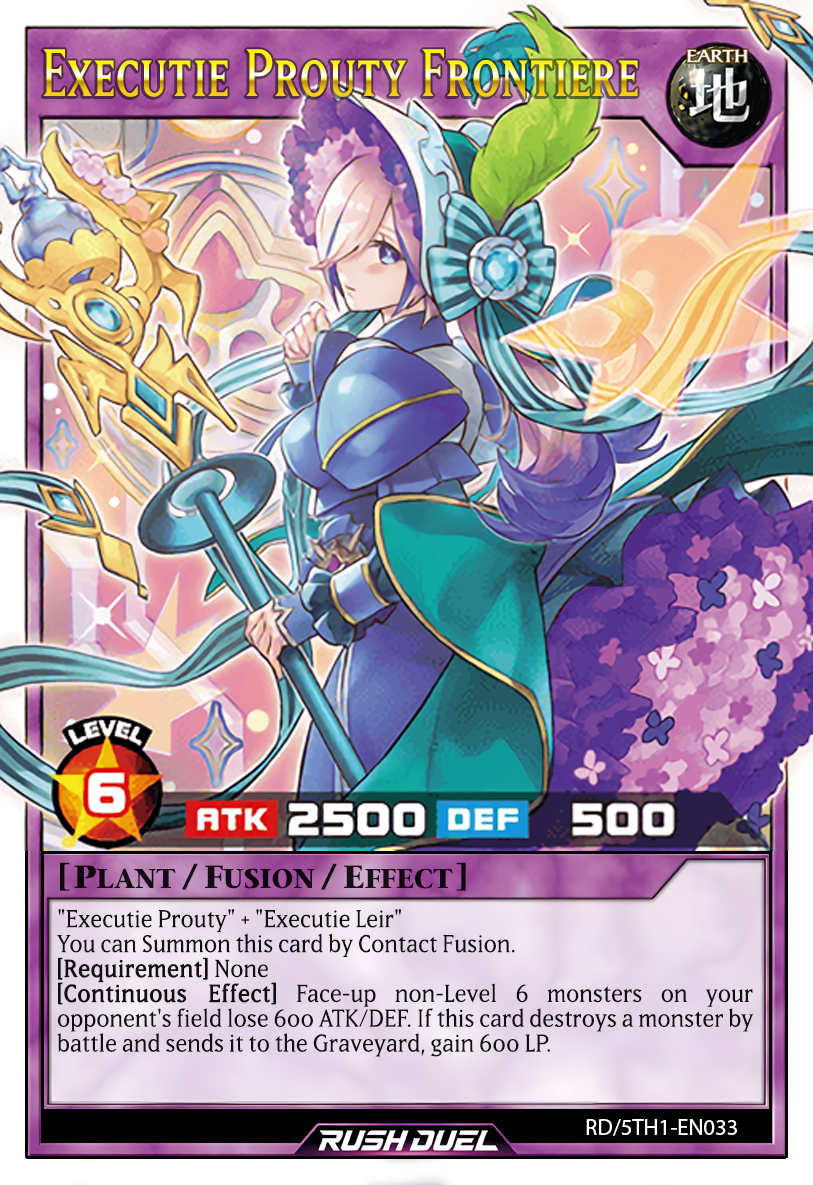 EXECUTIE PROUTY FRONTIERE
EARTH
地
LEVEL
6
ATK 2500 DEF 500
[PLANT / FUSION / EFFECT]
"Executie Prouty" + "Executie Leir"
You can Summon this card by Contact Fusion.
[Requirement] None
[Continuous Effect] Face-up non-Level 6 monsters on your
opponent's field lose 600 ATK/DEF. If this card destroys a monster by
battle and sends it to the Graveyard, gain 600 LP.
RD/5TH1-EN033
RUSH DUEL